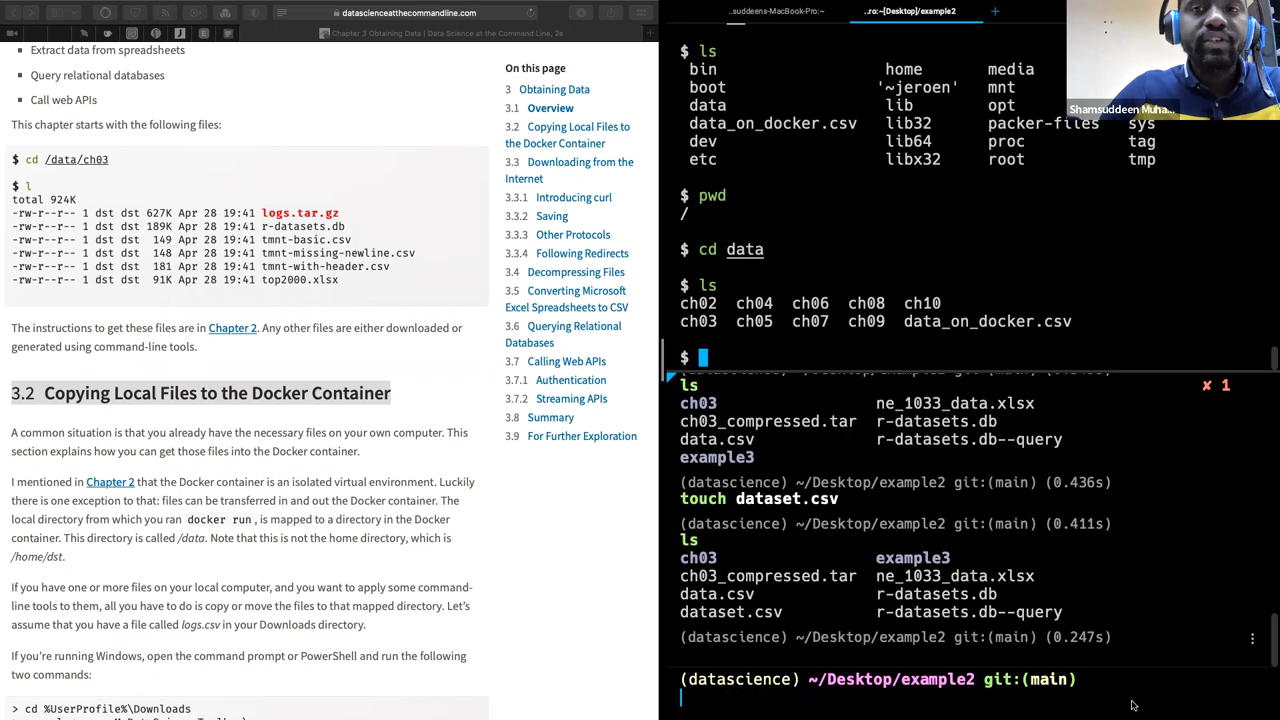 datascienceatthecommandline.com
Chapter 3 Obtaining Data | Data Science at the Command Line, 2e
Extract data from spreadsheets
Query relational databases
Call web APIs
This chapter starts with the following files:
$ cd /data/ch03
$ l
total 924K
-rw-r--r-- 1 dst dst 627K Apr 28 19:41 logs.tar.gz
-rw-r--r-- 1 dst dst 189K Apr 28 19:41 r-datasets.db
-rw-r--r-- 1 dst dst 149 Apr 28 19:41 tmnt-basic.csv
-rw-r--r-- 1 dst dst 148 Apr 28 19:41 tmnt-missing-newline.csv
-rw-r--r-- 1 dst dst 181 Apr 28 19:41 tmnt-with-header.csv
-rw-r--r-- 1 dst dst 91K Apr 28 19:41 top2000.xlsx
The instructions to get these files are in Chapter 2. Any other files are either downloaded or
generated using command-line tools.
3.2 Copying Local Files to the Docker Container
A common situation is that you already have the necessary files on your own computer. This
section explains how you can get those files into the Docker container.
I mentioned in Chapter 2 that the Docker container is an isolated virtual environment. Luckily
there is one exception to that: files can be transferred in and out the Docker container. The
local directory from which you ran docker run, is mapped to a directory in the Docker
container. This directory is called /data. Note that this is not the home directory, which is
/home/dst.
If you have one or more files on your local computer, and you want to apply some command-
line tools to them, all you have to do is copy or move the files to that mapped directory. Let's
assume that you have a file called logs.csv in your Downloads directory.
If you're running Windows, open the command prompt or PowerShell and run the following
two commands:
> cd %UserProfile%\Downloads
On this page
3 Obtaining Data
3.1 Overview
3.2 Copying Local Files to
the Docker Container
3.3 Downloading from the
Internet
3.3.1 Introducing curl
3.3.2 Saving
3.3.3 Other Protocols
3.3.4 Following Redirects
3.4 Decompressing Files
3.5 Converting Microsoft
Excel Spreadsheets to CSV
3.6 Querying Relational
Databases
3.7 Calling Web APIs
3.7.1 Authentication
3.7.2 Streaming APIs
3.8 Summary
3.9 For Further Exploration
..suddeens-MacBook-Pro:~
..ro:~[Desktop]/example2
Shamsuddeen Muha...
$ ls
bin home media
boot '~jeroen' mnt
data lib opt
data_on_docker.csv lib32 packer-files sys
dev lib64 proc tag
etc libx32 root tmp
$ pwd
/
$ cd data
$ ls
ch02 ch04 ch06 ch08 ch10
ch03 ch05 ch07 ch09 data_on_docker.csv
$
ls ✘ 1
ch03 ne_1033_data.xlsx
ch03_compressed.tar r-datasets.db
data.csv r-datasets.db--query
example3
(datascience) ~/Desktop/example2 git:(main) (0.436s)
touch dataset.csv
(datascience) ~/Desktop/example2 git:(main) (0.411s)
ls
ch03 example3
ch03_compressed.tar ne_1033_data.xlsx
data.csv r-datasets.db
dataset.csv r-datasets.db--query
(datascience) ~/Desktop/example2 git:(main) (0.247s)
(datascience) ~/Desktop/example2 git:(main)